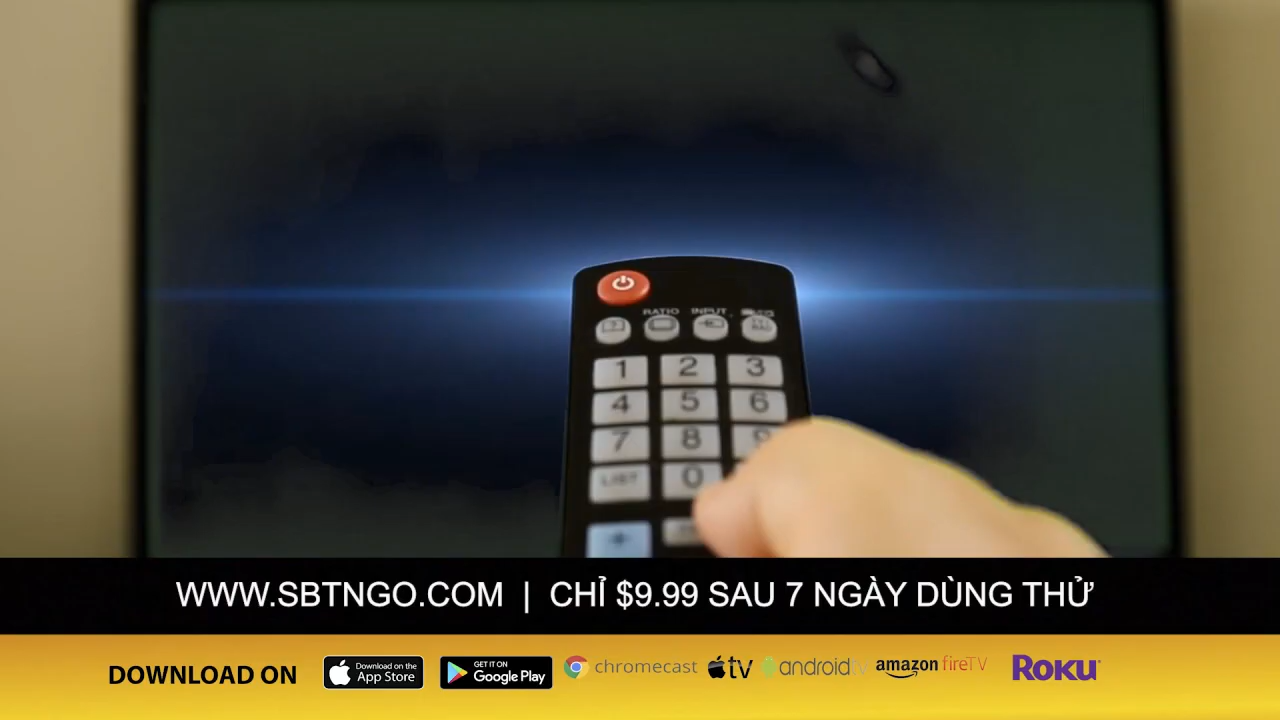 RATIO INPUT
1 2 3
4 5 6
7 8 9
LIST 0
WWW.SBTNGO.COM | CHỈ $9.99 SAU 7 NGÀY DÙNG THỬ
DOWNLOAD ON
Download on the
App Store
GET IT ON
Google Play
chromecast
tv
androidtv
amazon fireTV
ROKU